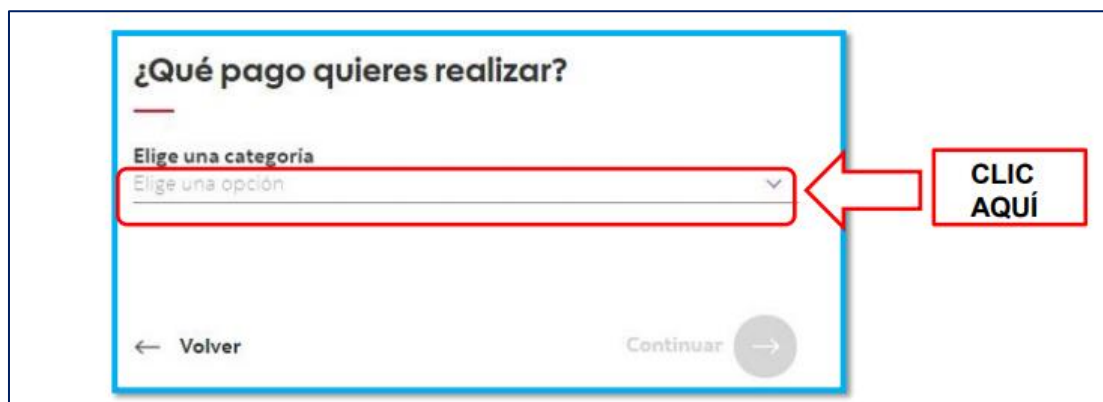 ¿Qué pago quieres realizar?
Elige una categoría
Elige una opción
CLIC
AQUÍ
← Volver
Continuar →